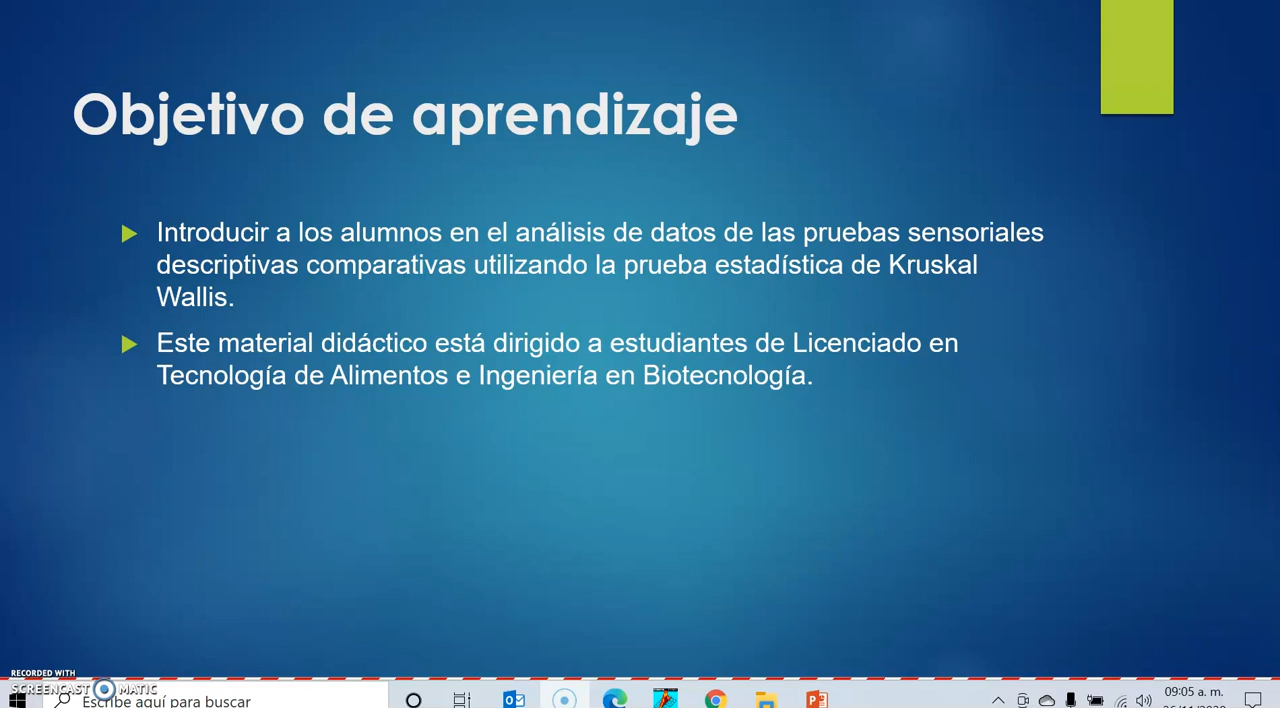 Objetivo de aprendizaje
Introducir a los alumnos en el análisis de datos de las pruebas sensoriales
descriptivas comparativas utilizando la prueba estadística de Kruskal
Wallis.
Este material didáctico está dirigido a estudiantes de Licenciado en
Tecnología de Alimentos e Ingeniería en Biotecnología.
RECORDED WITH
SCREENCAST MATIC
Escribe aquí para buscar
09:05 a. m.